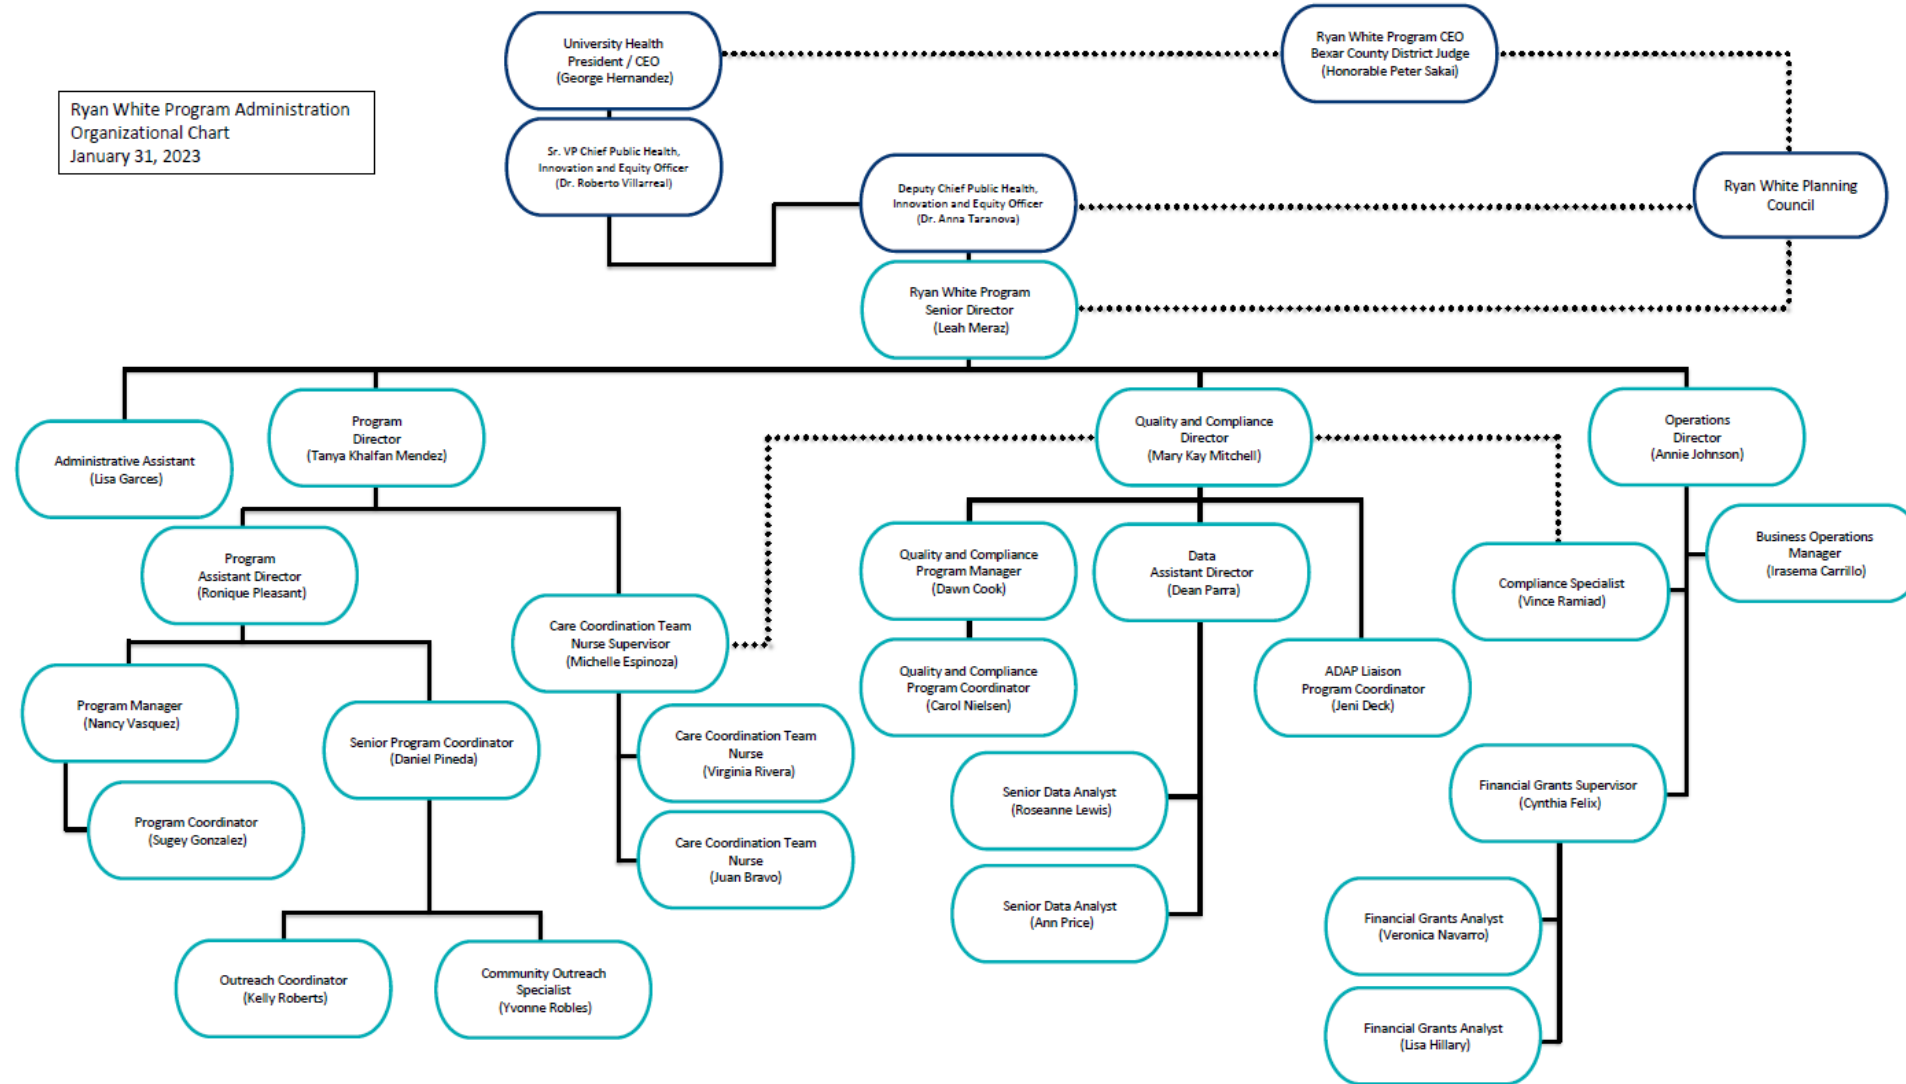 University Health
President / CEO
(George Hernandez)
Ryan White Program CEO
Bexar County District Judge
(Honorable Peter Sakai)
Ryan White Program Administration
Organizational Chart
January 31, 2023
Sr. VP Chief Public Health,
Innovation and Equity Officer
(Dr. Roberto Villarreal)
Deputy Chief Public Health,
Innovation and Equity Officer
(Dr. Anna Taranova)
Ryan White Planning
Council
Ryan White Program
Senior Director
(Leah Meraz)
Administrative Assistant
(Lisa Garces)
Program
Director
(Tanya Khalfan Mendez)
Quality and Compliance
Director
(Mary Kay Mitchell)
Operations
Director
(Annie Johnson)
Program
Assistant Director
(Ronique Pleasant)
Care Coordination Team
Nurse Supervisor
(Michelle Espinoza)
Quality and Compliance
Program Manager
(Dawn Cook)
Data
Assistant Director
(Dean Parra)
Compliance Specialist
(Vince Ramiad)
Business Operations
Manager
(Irasema Carrillo)
Program Manager
(Nancy Vasquez)
Senior Program Coordinator
(Daniel Pineda)
Quality and Compliance
Program Coordinator
(Carol Nielsen)
ADAP Liaison
Program Coordinator
(Jeni Deck)
Care Coordination Team
Nurse
(Virginia Rivera)
Program Coordinator
(Sugey Gonzalez)
Care Coordination Team
Nurse
(Juan Bravo)
Senior Data Analyst
(Roseanne Lewis)
Financial Grants Supervisor
(Cynthia Felix)
Senior Data Analyst
(Ann Price)
Financial Grants Analyst
(Veronica Navarro)
Outreach Coordinator
(Kelly Roberts)
Community Outreach
Specialist
(Yvonne Robles)
Financial Grants Analyst
(Lisa Hillary)